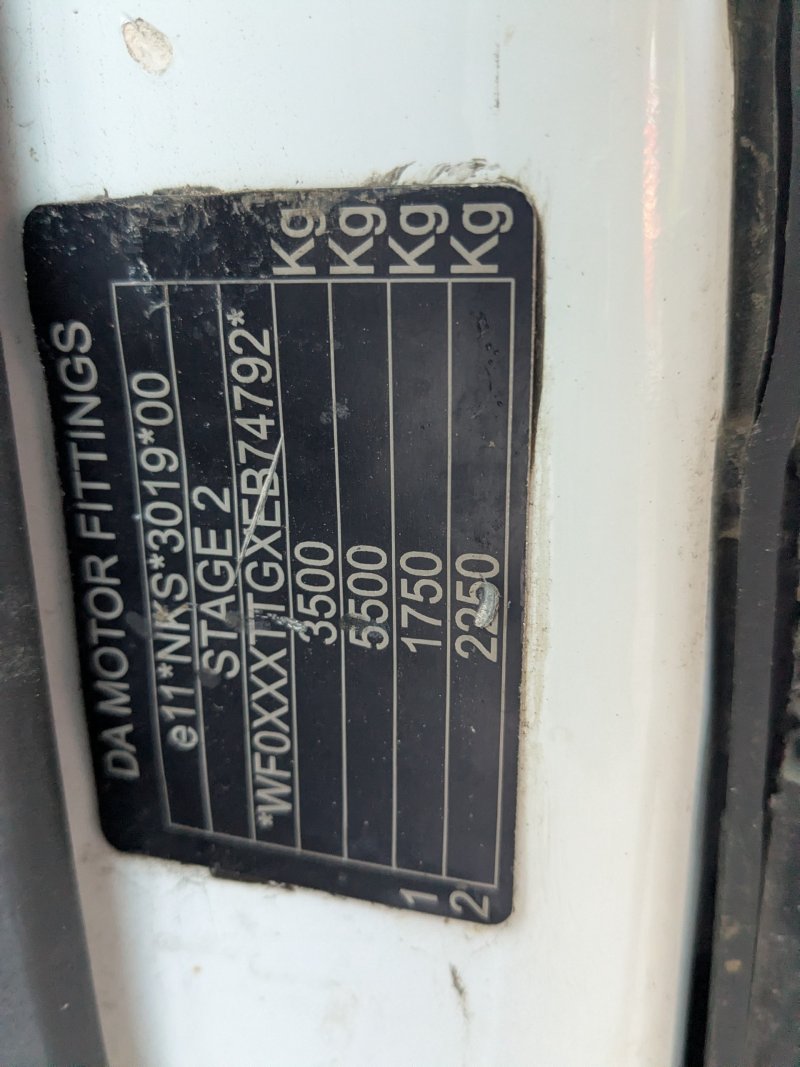 DA MOTOR FITTINGS
e11*NKS*3019*00
STAGE 2
*WF0XXXTTGXEB74792*
3500 Kg
5500 Kg
1 1750 Kg
2 2250 Kg